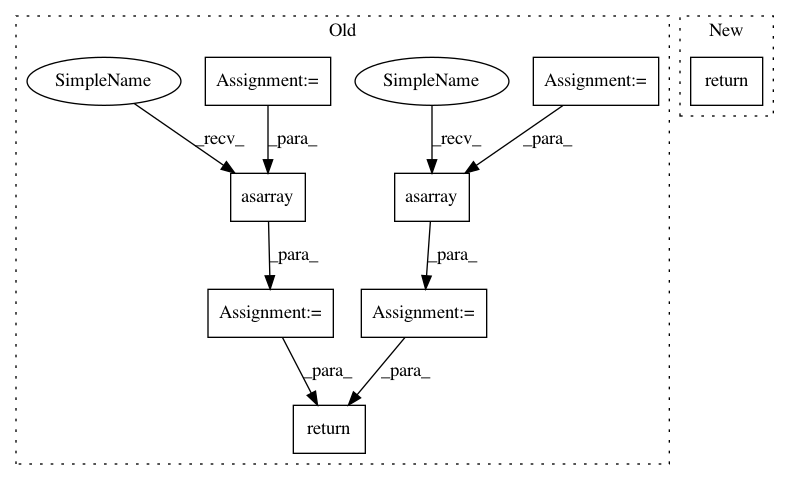 Old
New
SimpleName
Assignment:=
SimpleName
Assignment:=
return
_recv_
_para_
_recv_
_para_
asarray
asarray
_para_
_para_
Assignment:=
Assignment:=
_para_
_para_
return